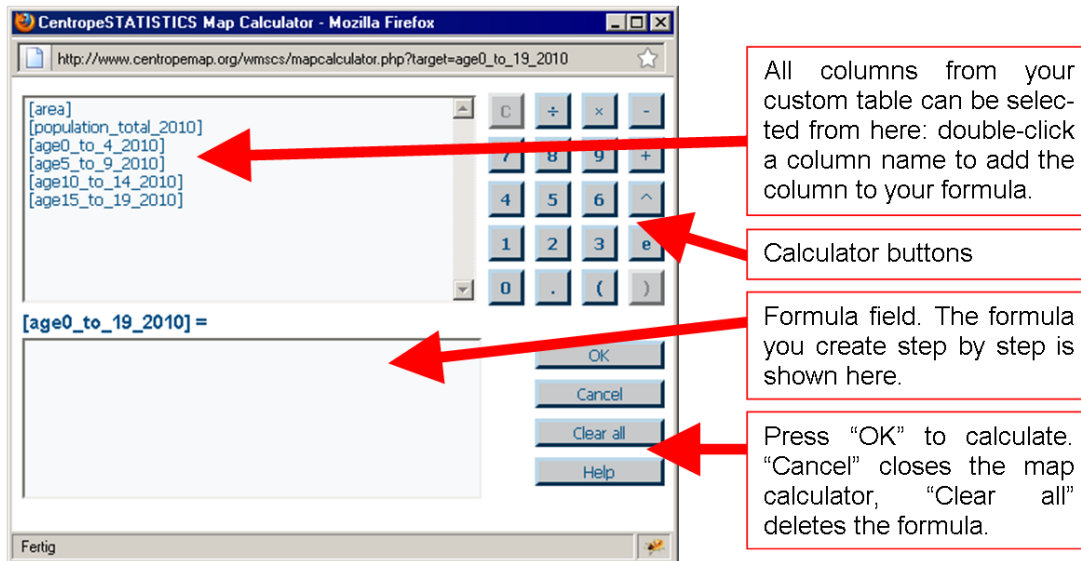 CentropeSTATISTICS Map Calculator - Mozilla Firefox
http://www.centropemap.org/wmscs/mapcalculator.php?target=age0_to_19_2010
[area]
[population_total_2010]
[age0_to_4_2010]
[age5_to_9_2010]
[age10_to_14_2010]
[age15_to_19_2010]
C ÷ × -
7 8 9 +
4 5 6 ^
1 2 3 e
0 . ( )
[age0_to_19_2010] =
OK
Cancel
Clear all
Help
Fertig
All columns from your
custom table can be selec-
ted from here: double-click
a column name to add the
column to your formula.
Calculator buttons
Formula field. The formula
you create step by step is
shown here.
Press “OK” to calculate.
“Cancel” closes the map
calculator, “Clear all”
deletes the formula.